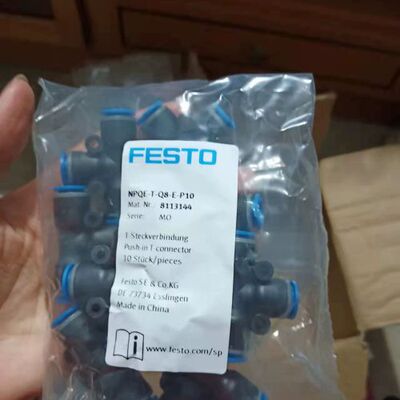 FESTO
NPQE-T-Q8-E-P10
Mat. Nr.: 8113144
Serie: MO
T-Steckverbindung
Push-in T connector
10 Stück/pieces
Festo SE & Co.KG
DE-73734 Esslingen
Made in China
www.festo.com/sp